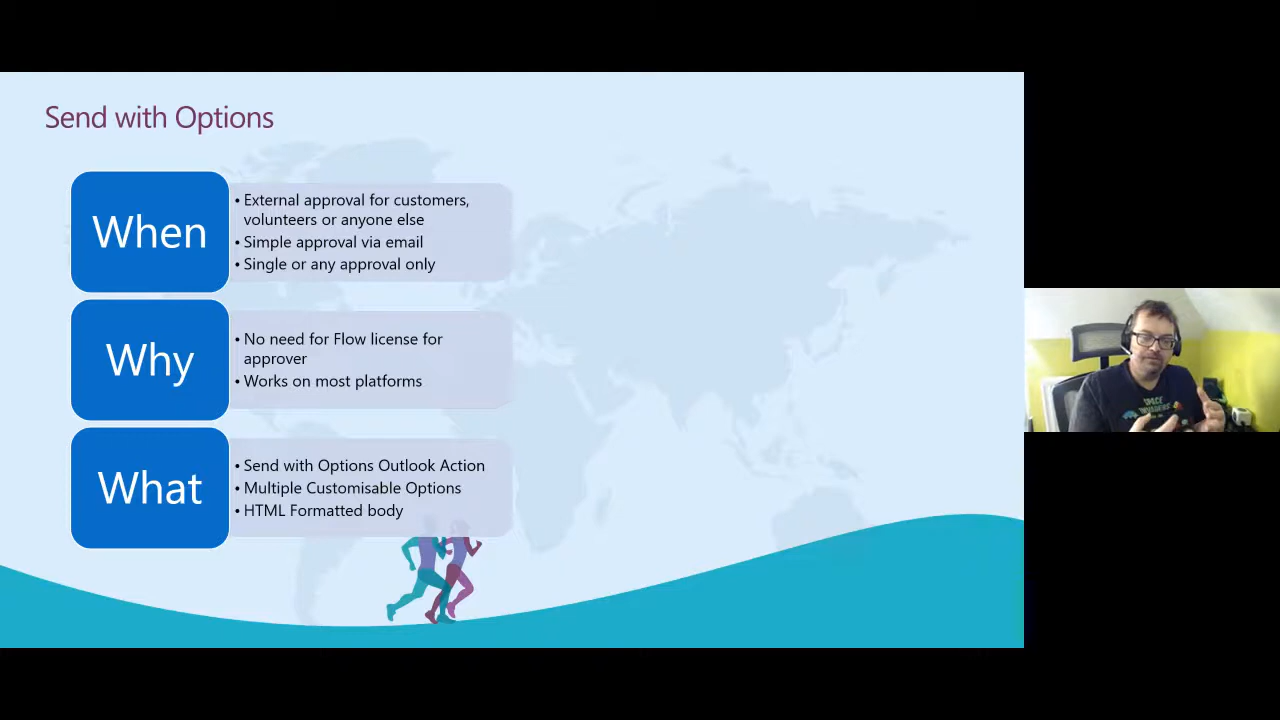 Send with Options
When
• External approval for customers,
volunteers or anyone else
• Simple approval via email
• Single or any approval only
Why
• No need for Flow license for
approver
• Works on most platforms
What
• Send with Options Outlook Action
• Multiple Customisable Options
• HTML Formatted body
SPACE
INVADERS